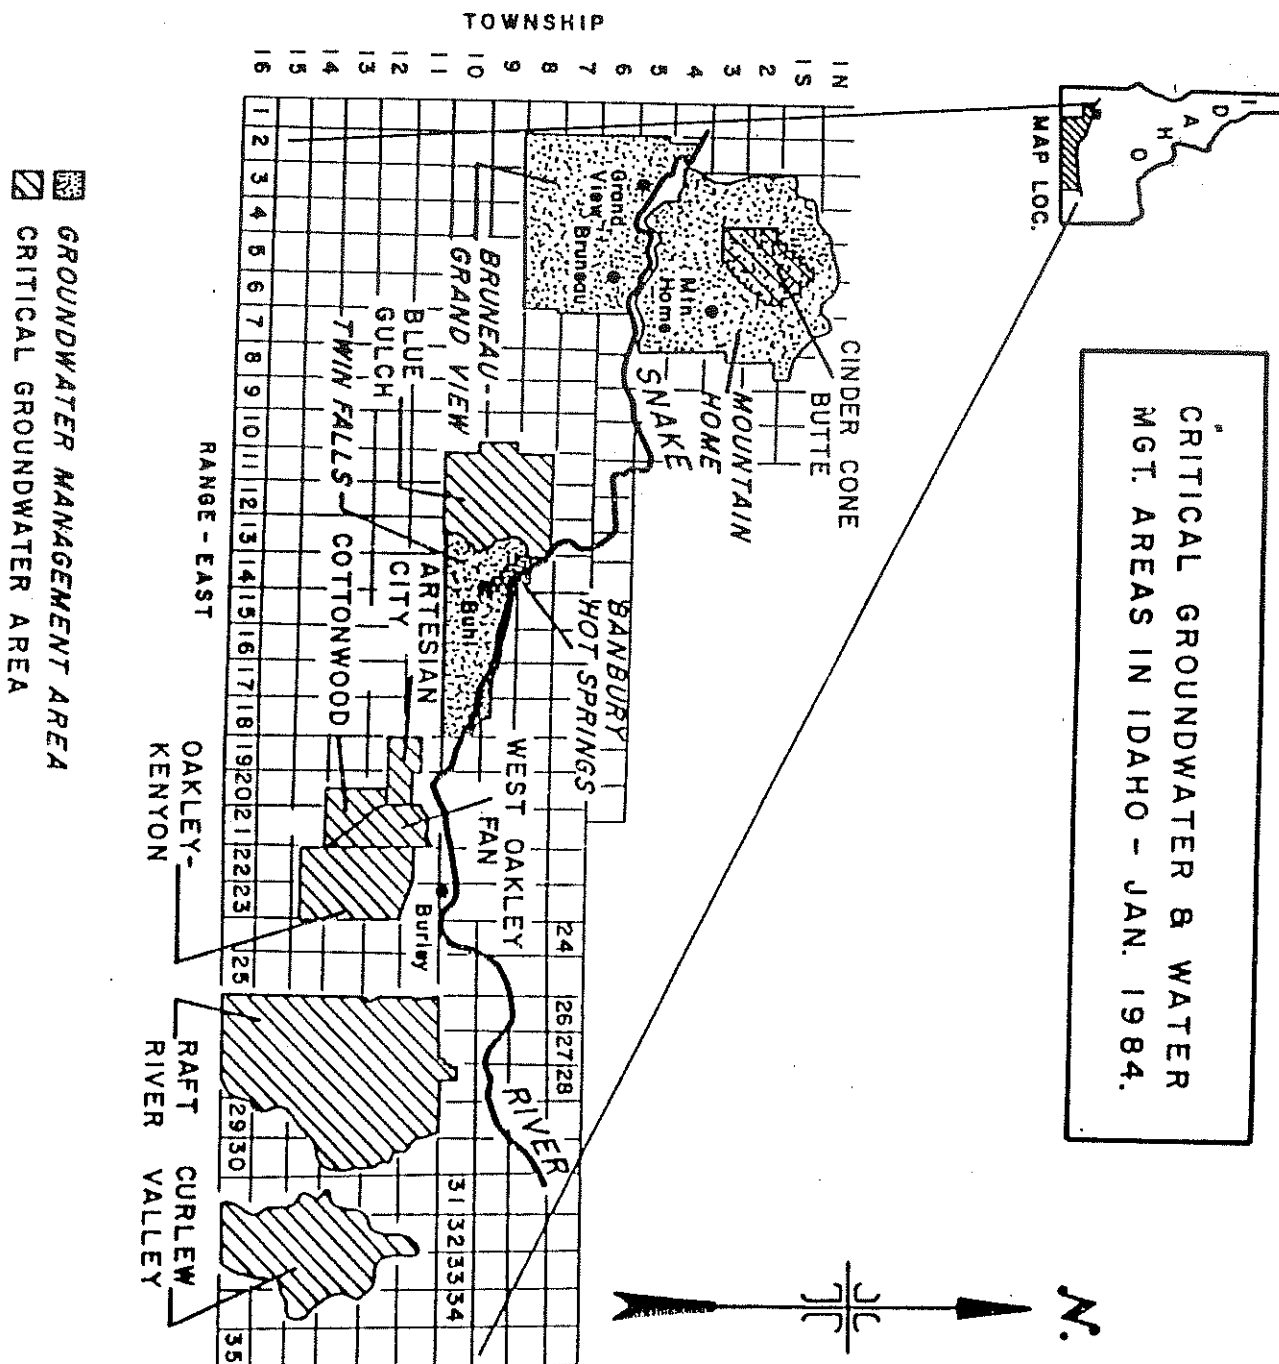 CRITICAL GROUNDWATER & WATER
MGT. AREAS IN IDAHO - JAN. 1984.
IDAHO
MAP LOC.
N.
TOWNSHIP
1N
1S
2
3
4
5
6
7
8
9
10
11
12
13
14
15
16
1 2 3 4 5 6 7 8 9 10 11 12 13 14 15 16 17 18 19 20 21 22 23 25 29 30 35
24 26 27 28
31 32 33 34
RANGE - EAST
CINDER CONE
BUTTE
MOUNTAIN
HOME
SNAKE
RIVER
Mtn
Home
Grand
View
Bruneau
BRUNEAU-
GRAND VIEW
BLUE
GULCH
TWIN FALLS
BANBURY
HOT SPRINGS
Buhl
ARTESIAN
CITY
COTTONWOOD
WEST OAKLEY
FAN
Burley
OAKLEY-
KENYON
RAFT
RIVER VALLEY
CURLEW
VALLEY
GROUNDWATER MANAGEMENT AREA
CRITICAL GROUNDWATER AREA